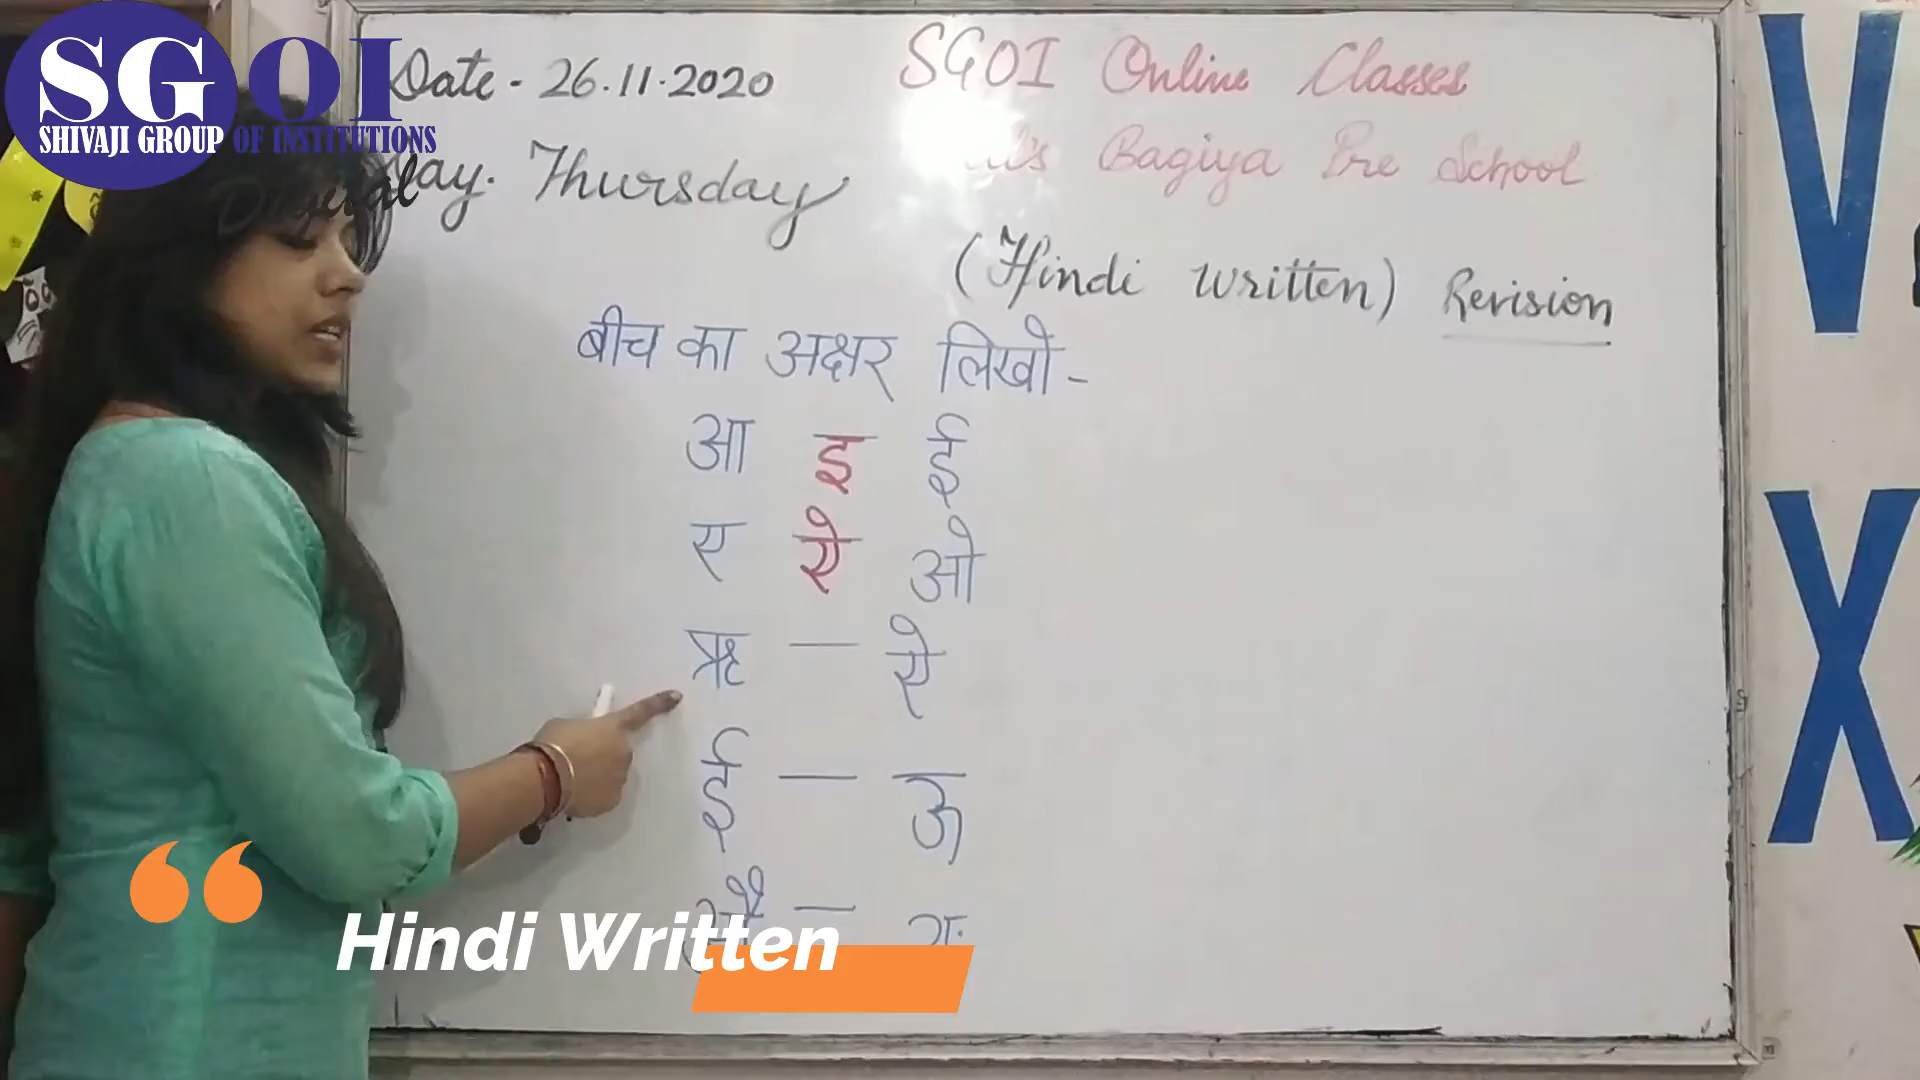 SGOI
SHIVAJI GROUP OF INSTITUTIONS
Digital
Date - 26.11.2020
SGOI Online Classes
Day. Thursday
Bagiya Pre School
(Hindi written) Revision
बीच का अक्षर लिखो -
आ इ ई
ए ऐ ओ
ऋ — ऐ
ई — ऊ
औ —
Hindi Written
V
X